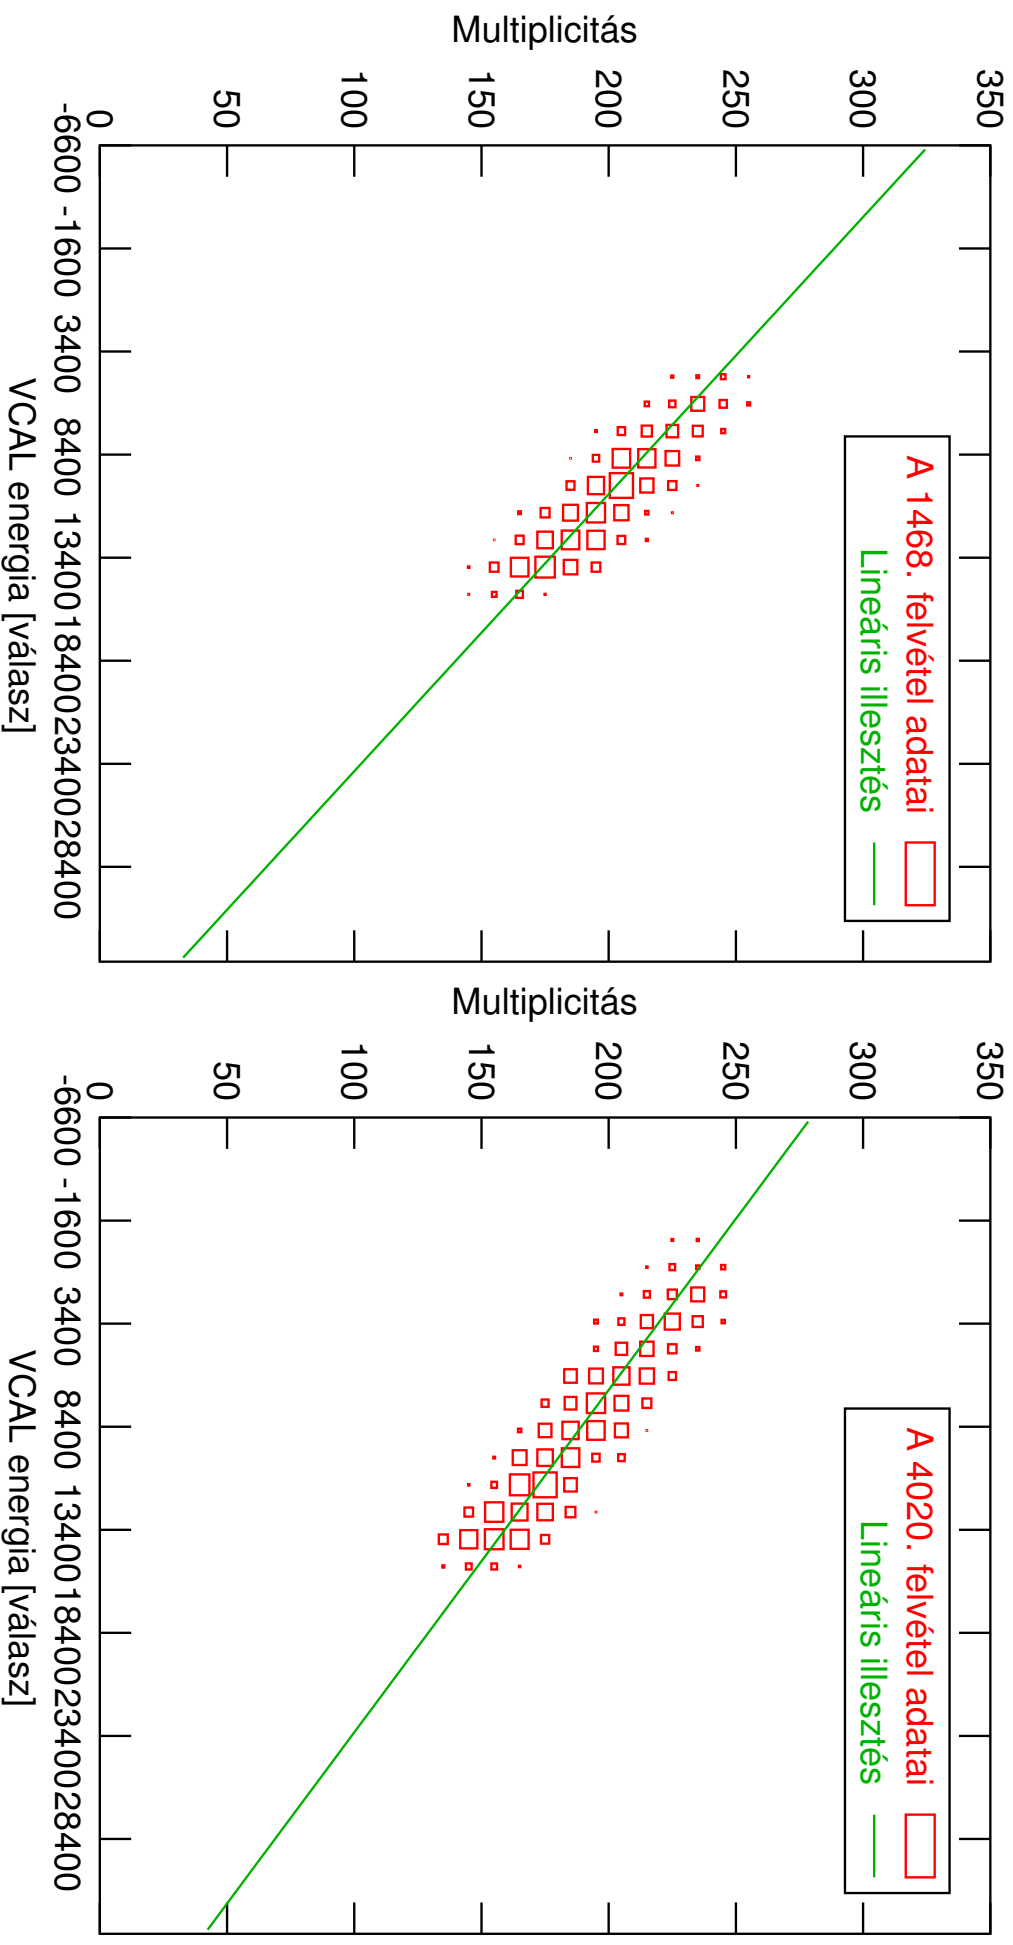 Multiplicitás
350
300
250
200
150
100
50
0
-6600 -1600 3400 8400 13400 18400 23400 28400
VCAL energia [válasz]
A 1468. felvétel adatai
Lineáris illesztés
Multiplicitás
350
300
250
200
150
100
50
0
-6600 -1600 3400 8400 13400 18400 23400 28400
VCAL energia [válasz]
A 4020. felvétel adatai
Lineáris illesztés